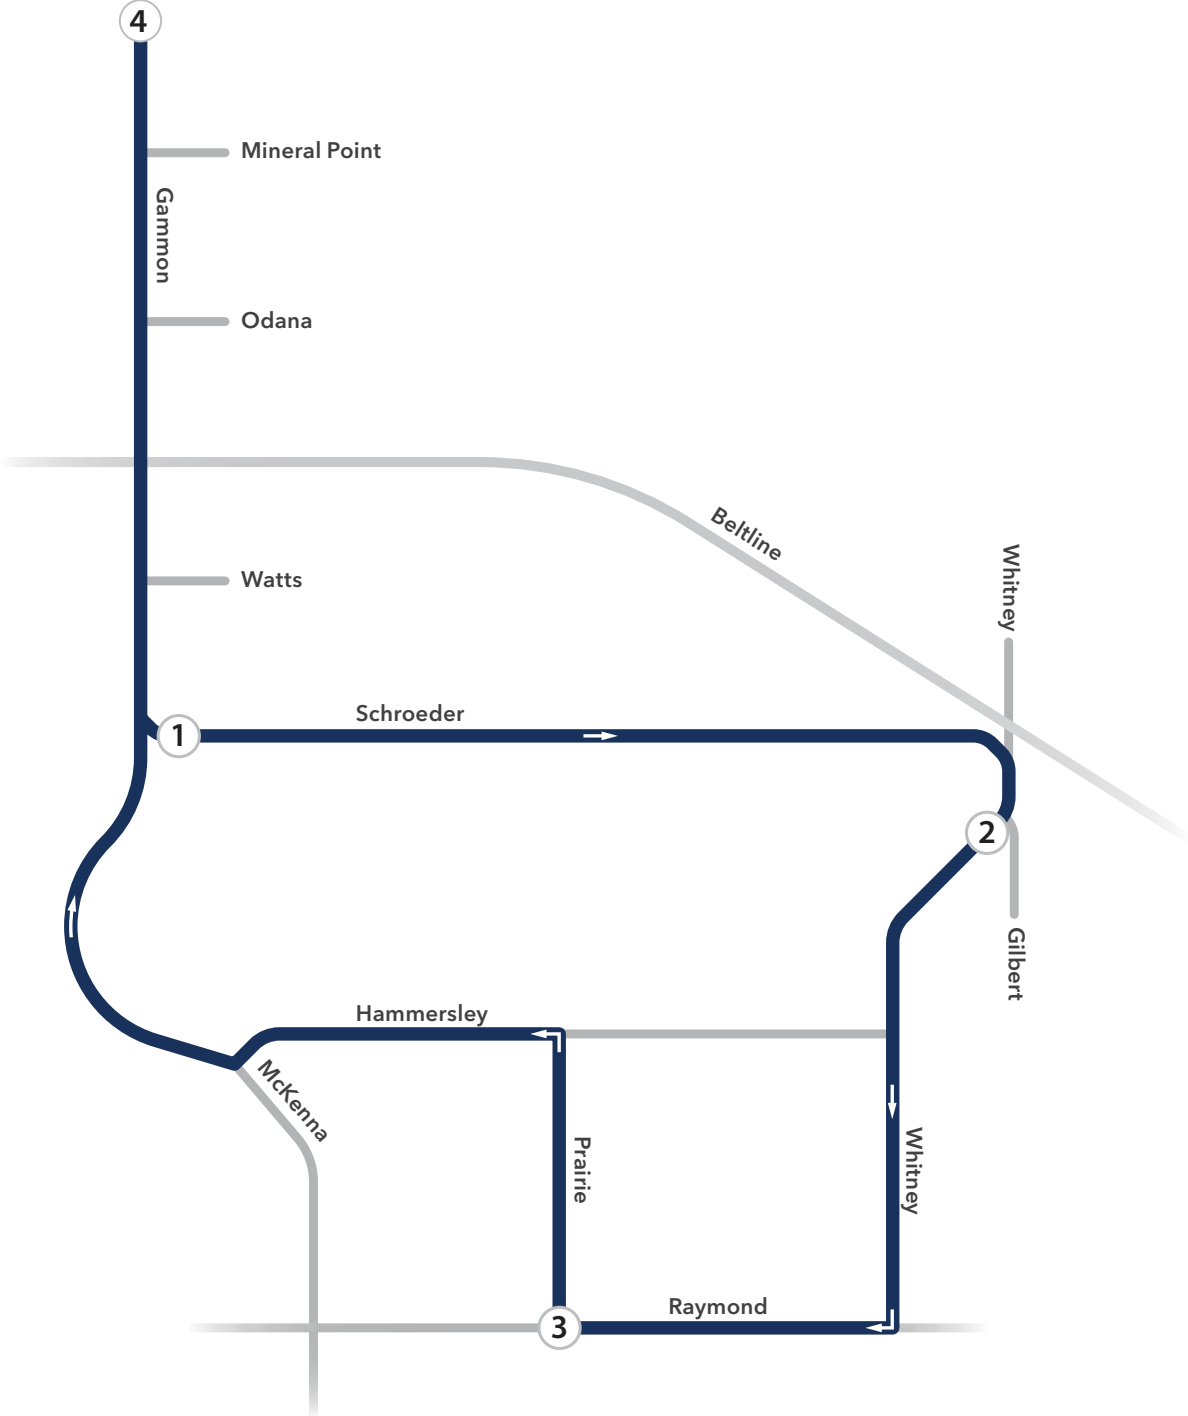 4
Mineral Point
Gammon
Odana
Beltline
Whitney
Watts
Schroeder
1
2
Gilbert
Hammersley
McKenna
Prairie
Whitney
Raymond
3